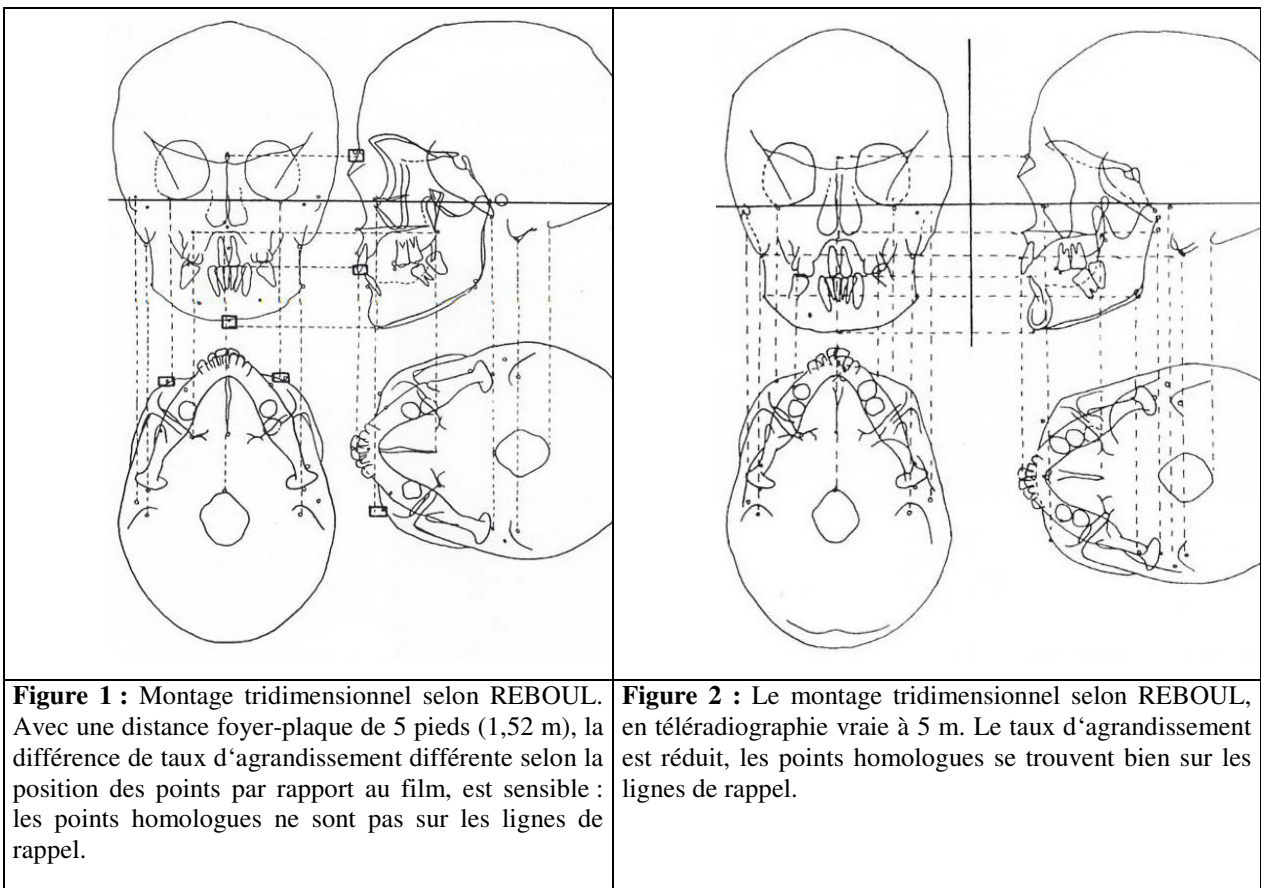 Figure 1 : Montage tridimensionnel selon REBOUL.
Avec une distance foyer-plaque de 5 pieds (1,52 m), la
différence de taux d‘agrandissement différente selon la
position des points par rapport au film, est sensible :
les points homologues ne sont pas sur les lignes de
rappel.
Figure 2 : Le montage tridimensionnel selon REBOUL,
en téléradiographie vraie à 5 m. Le taux d‘agrandissement
est réduit, les points homologues se trouvent bien sur les
lignes de rappel.